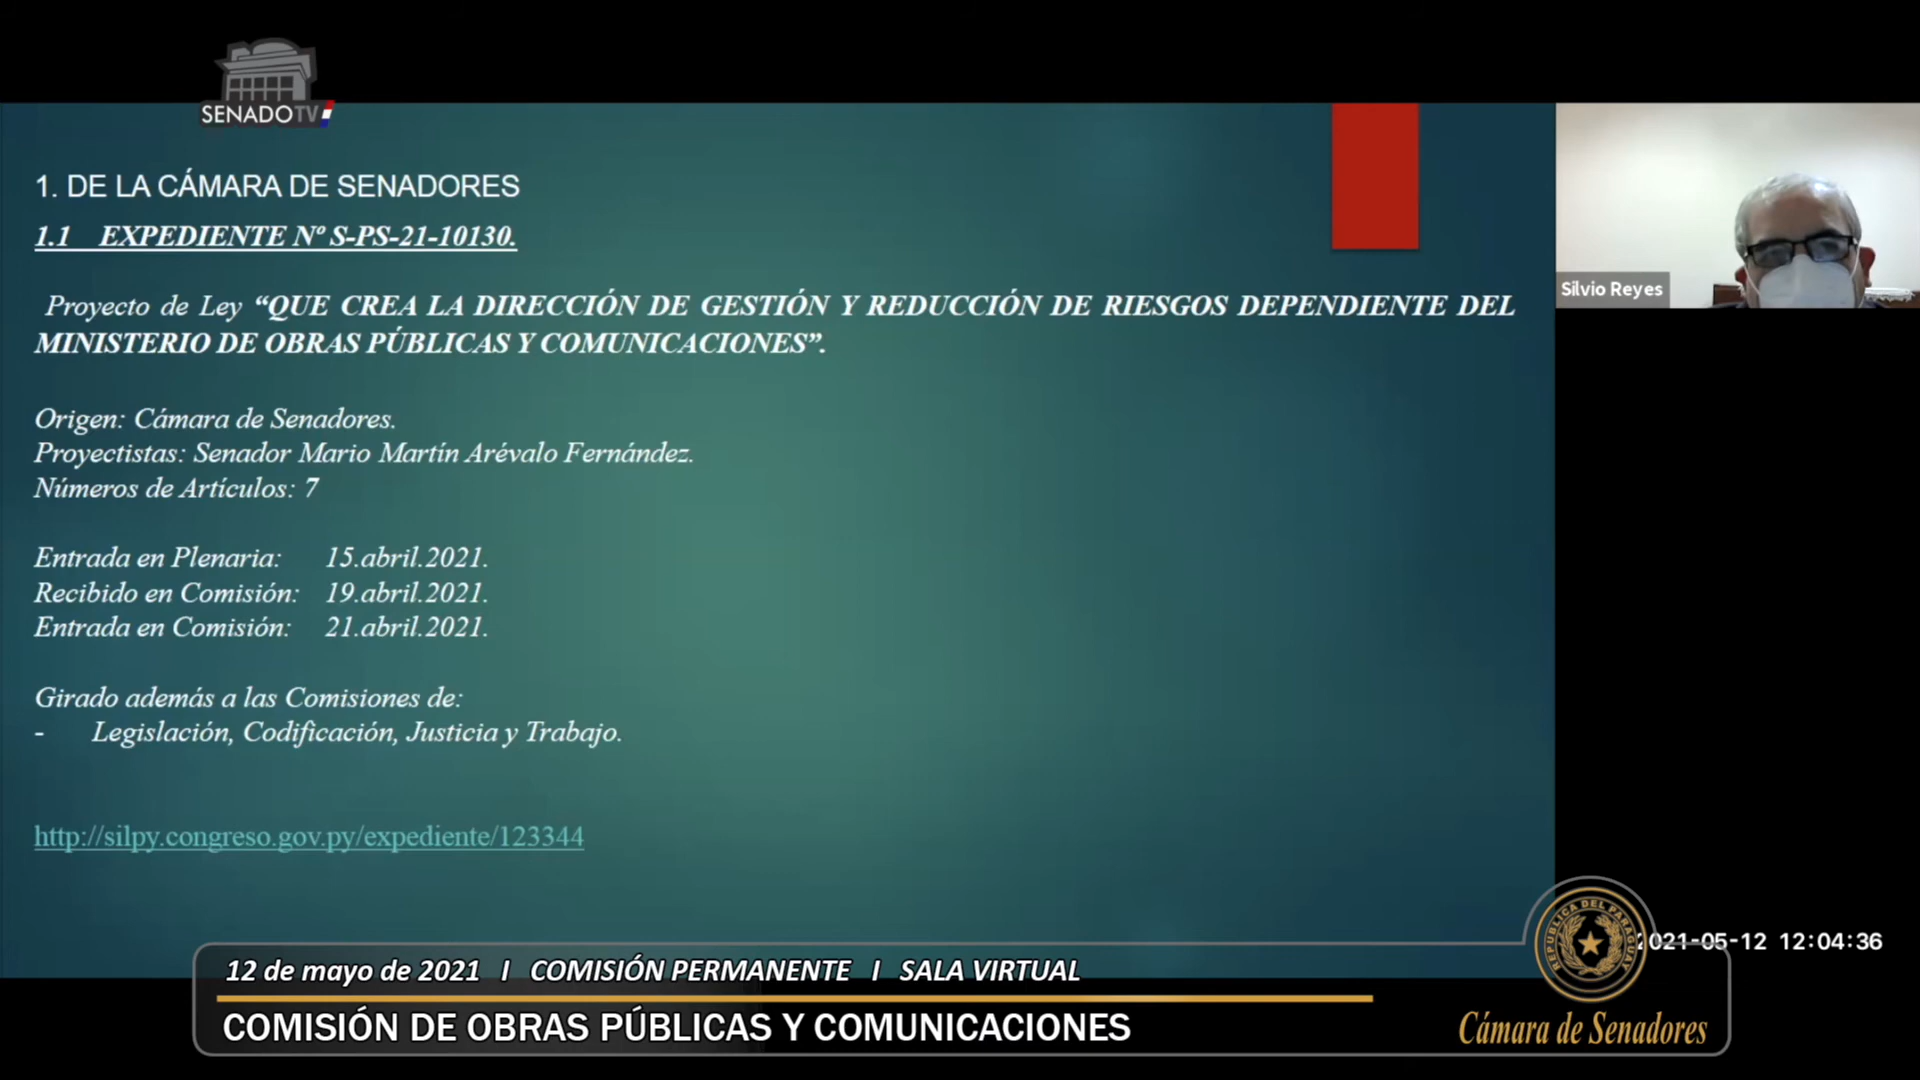 SENADOTV
1. DE LA CÁMARA DE SENADORES
1.1 EXPEDIENTE Nº S-PS-21-10130.
Proyecto de Ley “QUE CREA LA DIRECCIÓN DE GESTIÓN Y REDUCCIÓN DE RIESGOS DEPENDIENTE DEL
MINISTERIO DE OBRAS PÚBLICAS Y COMUNICACIONES”.
Origen: Cámara de Senadores.
Proyectistas: Senador Mario Martín Arévalo Fernández.
Números de Artículos: 7
Entrada en Plenaria: 15.abril.2021.
Recibido en Comisión: 19.abril.2021.
Entrada en Comisión: 21.abril.2021.
Girado además a las Comisiones de:
- Legislación, Codificación, Justicia y Trabajo.
http://silpy.congreso.gov.py/expediente/123344
Silvio Reyes
REPUBLICA DEL PARAGUAY
2021-05-12 12:04:36
12 de mayo de 2021 I COMISIÓN PERMANENTE I SALA VIRTUAL
COMISIÓN DE OBRAS PÚBLICAS Y COMUNICACIONES
Cámara de Senadores